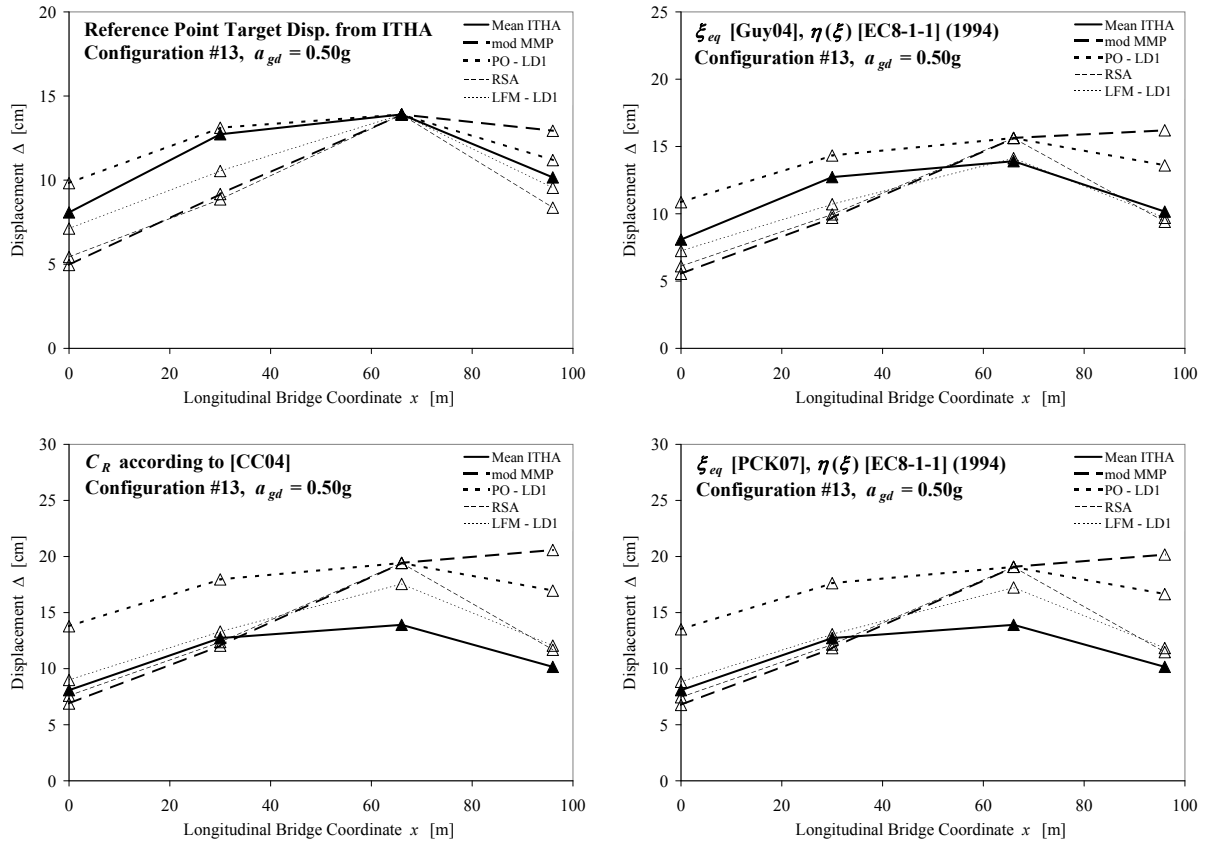 Reference Point Target Disp. from ITHA
Configuration #13, a gd = 0.50g
Mean ITHA
mod MMP
PO - LD1
RSA
LFM - LD1
20
15
10
5
0
Displacement Δ [cm]
0 20 40 60 80 100
Longitudinal Bridge Coordinate x [m]
ξ eq [Guy04], η(ξ) [EC8-1-1] (1994)
Configuration #13, a gd = 0.50g
Mean ITHA
mod MMP
PO - LD1
RSA
LFM - LD1
25
20
15
10
5
0
Displacement Δ [cm]
0 20 40 60 80 100
Longitudinal Bridge Coordinate x [m]
C R according to [CC04]
Configuration #13, a gd = 0.50g
Mean ITHA
mod MMP
PO - LD1
RSA
LFM - LD1
30
25
20
15
10
5
0
Displacement Δ [cm]
0 20 40 60 80 100
Longitudinal Bridge Coordinate x [m]
ξ eq [PCK07], η(ξ) [EC8-1-1] (1994)
Configuration #13, a gd = 0.50g
Mean ITHA
mod MMP
PO - LD1
RSA
LFM - LD1
30
25
20
15
10
5
0
Displacement Δ [cm]
0 20 40 60 80 100
Longitudinal Bridge Coordinate x [m]